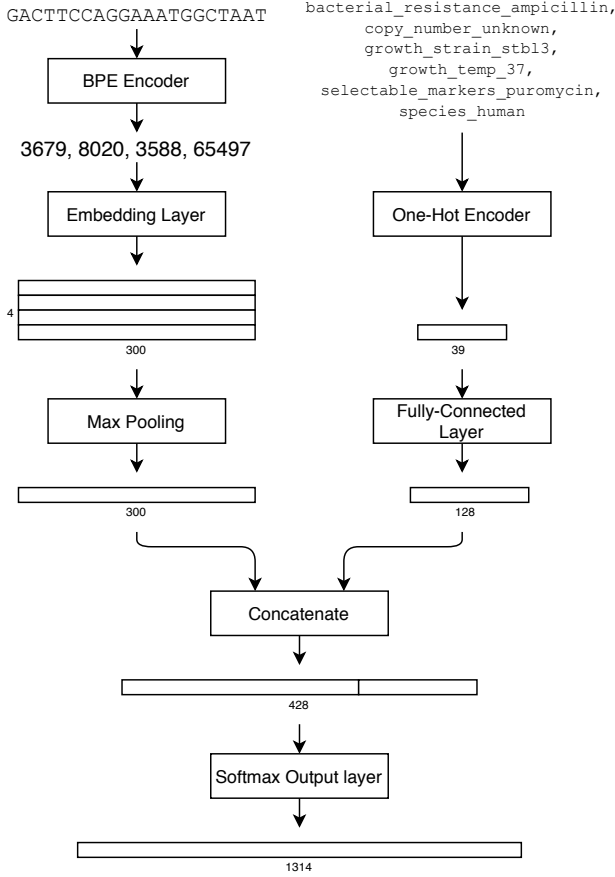 GACTTCCAGGAAATGGCTAAT
bacterial_resistance_ampicillin,
copy_number_unknown,
growth_strain_stbl3,
growth_temp_37,
selectable_markers_puromycin,
species_human
BPE Encoder
3679, 8020, 3588, 65497
Embedding Layer
One-Hot Encoder
4
300
39
Max Pooling
Fully-Connected
Layer
300
128
Concatenate
428
Softmax Output layer
1314